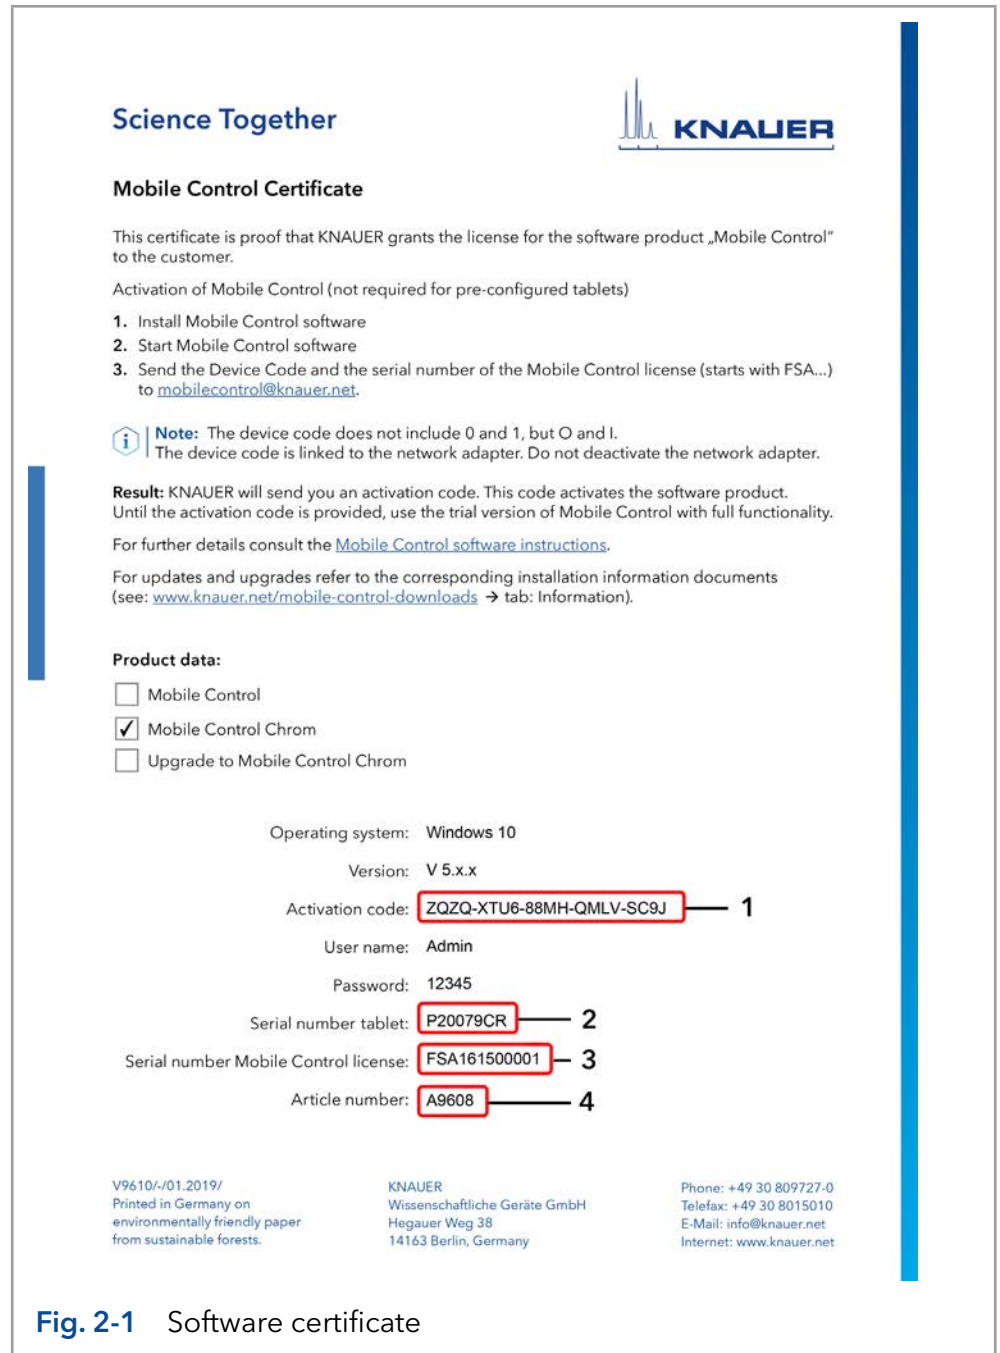 Science Together
KNAUER
Mobile Control Certificate
This certificate is proof that KNAUER grants the license for the software product „Mobile Control“
to the customer.
Activation of Mobile Control (not required for pre-configured tablets)
1. Install Mobile Control software
2. Start Mobile Control software
3. Send the Device Code and the serial number of the Mobile Control license (starts with FSA...)
to mobilecontrol@knauer.net.
i Note: The device code does not include 0 and 1, but O and I.
The device code is linked to the network adapter. Do not deactivate the network adapter.
Result: KNAUER will send you an activation code. This code activates the software product.
Until the activation code is provided, use the trial version of Mobile Control with full functionality.
For further details consult the Mobile Control software instructions.
For updates and upgrades refer to the corresponding installation information documents
(see: www.knauer.net/mobile-control-downloads → tab: Information).
Product data:
Mobile Control
✓ Mobile Control Chrom
Upgrade to Mobile Control Chrom
Operating system: Windows 10
Version: V 5.x.x
Activation code: ZQZQ-XTU6-88MH-QMLV-SC9J 1
User name: Admin
Password: 12345
Serial number tablet: P20079CR 2
Serial number Mobile Control license: FSA161500001 3
Article number: A9608 4
V9610/-/01.2019/
Printed in Germany on
environmentally friendly paper
from sustainable forests.
KNAUER
Wissenschaftliche Geräte GmbH
Hegauer Weg 38
14163 Berlin, Germany
Phone: +49 30 809727-0
Telefax: +49 30 8015010
E-Mail: info@knauer.net
Internet: www.knauer.net
Fig. 2-1 Software certificate